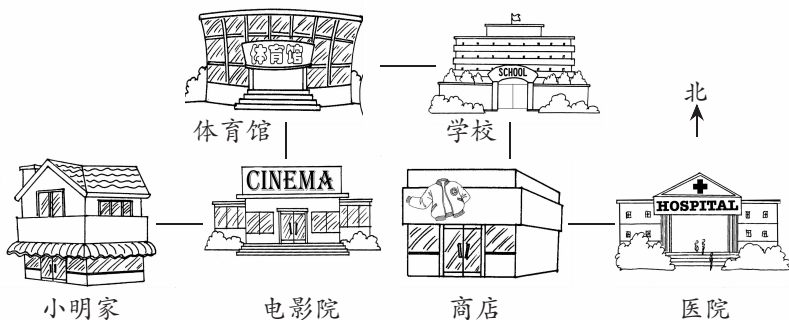 体育馆
SCHOOL
体育馆
学校
北
CINEMA
HOSPITAL
小明家
电影院
商店
医院